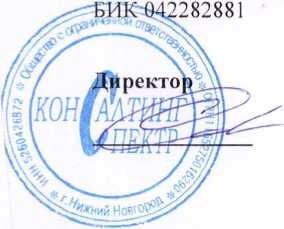 БИК 042282881
Директор
Общество с ограниченной ответственностью
КОНСАЛТИНГ
СПЕКТР
ИНН 5260426872
г. Нижний Новгород